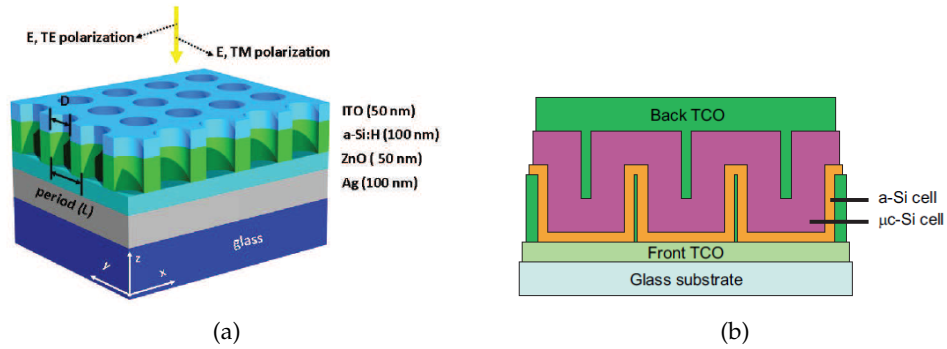 E, TE polarization
E, TM polarization
D
ITO (50 nm)
a-Si:H (100 nm)
ZnO ( 50 nm)
Ag (100 nm)
period (L)
glass
z
y
x
(a)
Back TCO
a-Si cell
μc-Si cell
Front TCO
Glass substrate
(b)